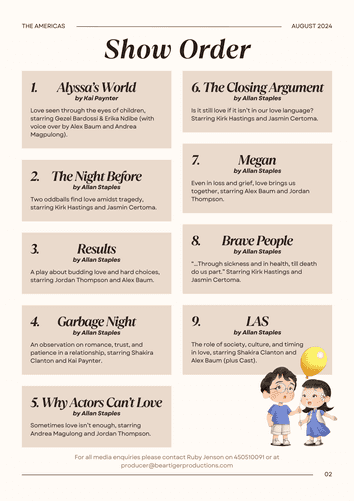 THE AMERICAS
AUGUST 2024
Show Order
1. Alyssa's World
by Kai Paynter
Love seen through the eyes of children,
starring Gezel Bardossi & Erika Ndibe (with
voice over by Alex Baum and Andrea
Magpulong).
2. The Night Before
by Allan Staples
Two oddballs find love amidst tragedy,
starring Kirk Hastings and Jasmin Certoma.
3. Results
by Allan Staples
A play about budding love and hard choices,
starring Jordan Thompson and Alex Baum.
4. Garbage Night
by Allan Staples
An observation on romance, trust, and
patience in a relationship, starring Shakira
Clanton and Kai Paynter.
5. Why Actors Can't Love
by Allan Staples
Sometimes love isn't enough, starring
Andrea Magulong and Jordan Thompson.
6. The Closing Argument
by Allan Staples
Is it still love if it isn't in our love language?
Starring Kirk Hastings and Jasmin Certoma.
7. Megan
by Allan Staples
Even in loss and grief, love brings us
together, starring Alex Baum and Jordan
Thompson.
8. Brave People
by Allan Staples
"...Through sickness and in health, till death
do us part." Starring Kirk Hastings and
Jasmin Certoma.
9. LAS
by Allan Staples
The role of society, culture, and timing
in love, starring Shakira Clanton and
Alex Baum (plus Cast).
For all media enquiries please contact Ruby Jenson on 450510091 or at
producer@beartigerproductions.com
02